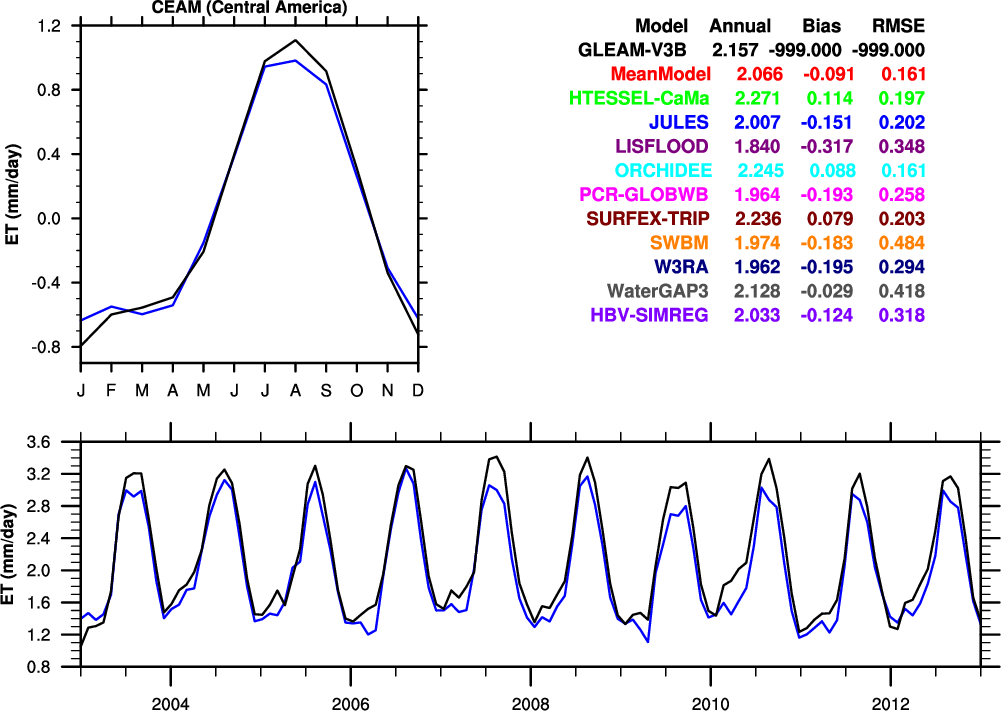 CEAM (Central America)
1.2
0.8
0.4
0.0
-0.4
-0.8
ET (mm/day)
J F M A M J J A S O N D
Model Annual Bias RMSE
GLEAM-V3B 2.157 -999.000 -999.000
MeanModel 2.066 -0.091 0.161
HTESSEL-CaMa 2.271 0.114 0.197
JULES 2.007 -0.151 0.202
LISFLOOD 1.840 -0.317 0.348
ORCHIDEE 2.245 0.088 0.161
PCR-GLOBWB 1.964 -0.193 0.258
SURFEX-TRIP 2.236 0.079 0.203
SWBM 1.974 -0.183 0.484
W3RA 1.962 -0.195 0.294
WaterGAP3 2.128 -0.029 0.418
HBV-SIMREG 2.033 -0.124 0.318
3.6
3.2
2.8
2.4
2.0
1.6
1.2
0.8
ET (mm/day)
2004 2006 2008 2010 2012